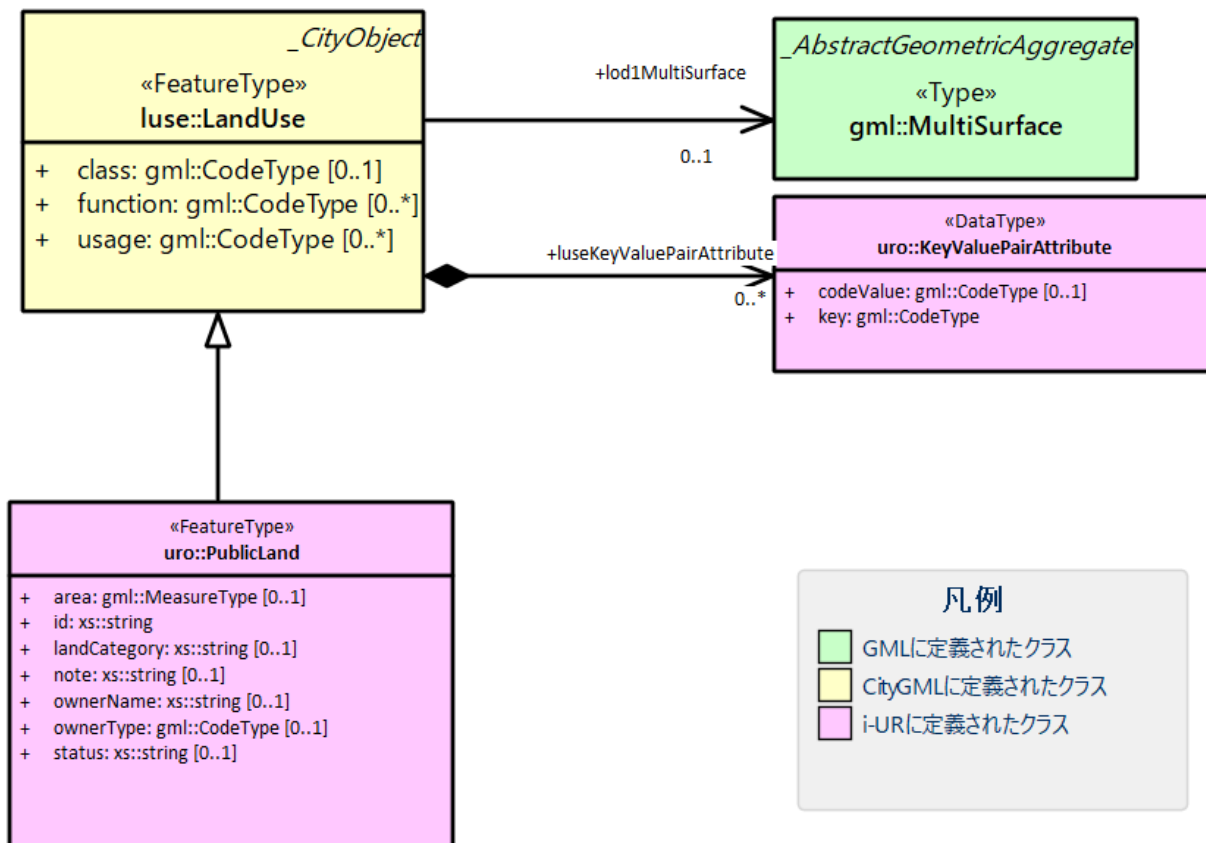 _CityObject
«FeatureType»
luse::LandUse
+ class: gml::CodeType [0..1]
+ function: gml::CodeType [0..*]
+ usage: gml::CodeType [0..*]
+lod1MultiSurface
0..1
_AbstractGeometricAggregate
«Type»
gml::MultiSurface
+luseKeyValuePairAttribute
0..*
«DataType»
uro::KeyValuePairAttribute
+ codeValue: gml::CodeType [0..1]
+ key: gml::CodeType
«FeatureType»
uro::PublicLand
+ area: gml::MeasureType [0..1]
+ id: xs::string
+ landCategory: xs::string [0..1]
+ note: xs::string [0..1]
+ ownerName: xs::string [0..1]
+ ownerType: gml::CodeType [0..1]
+ status: xs::string [0..1]
凡例
GMLに定義されたクラス
CityGMLに定義されたクラス
i-URに定義されたクラス